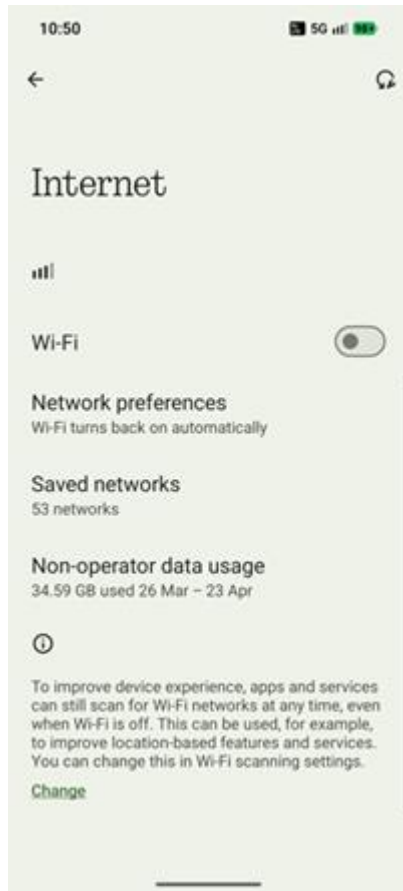 10:50
5G
Internet
Wi-Fi
Network preferences
Wi-Fi turns back on automatically
Saved networks
53 networks
Non-operator data usage
34.59 GB used 26 Mar – 23 Apr
To improve device experience, apps and services
can still scan for Wi-Fi networks at any time, even
when Wi-Fi is off. This can be used, for example,
to improve location-based features and services.
You can change this in Wi-Fi scanning settings.
Change